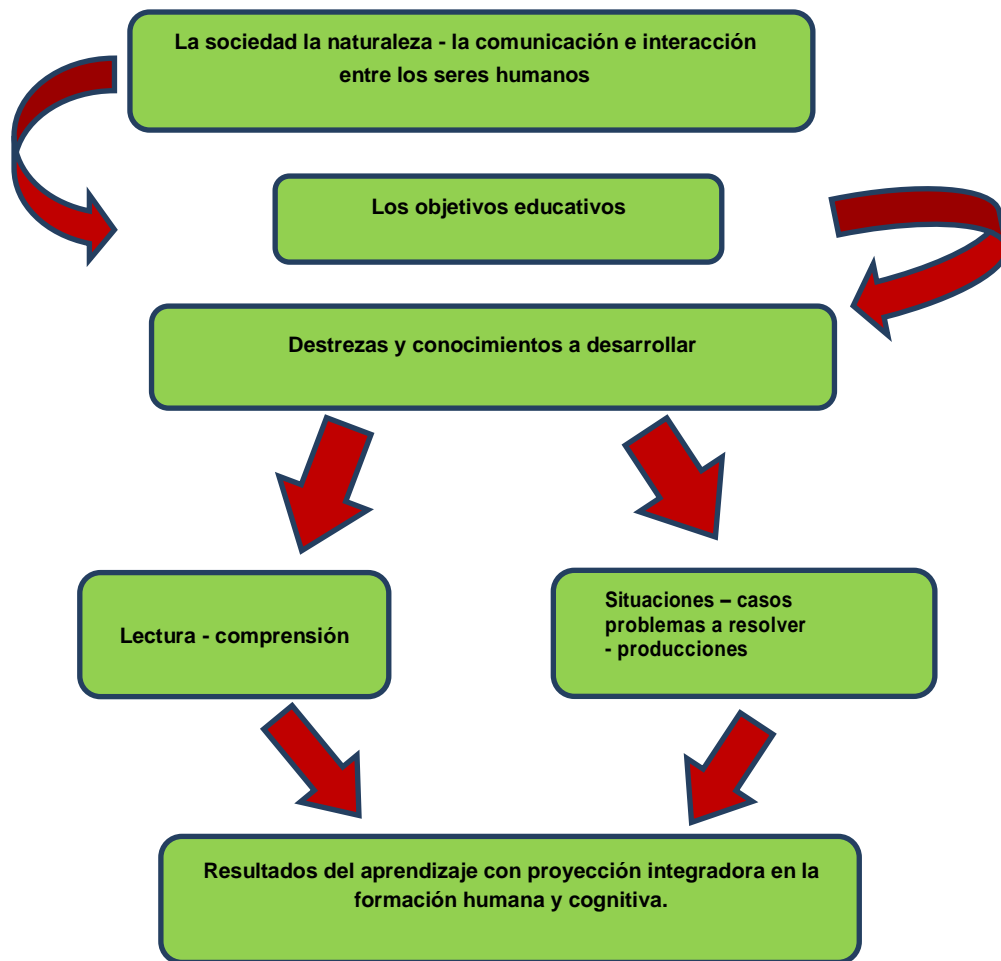 La sociedad la naturaleza - la comunicación e interacción
entre los seres humanos
Los objetivos educativos
Destrezas y conocimientos a desarrollar
Lectura - comprensión
Situaciones – casos
problemas a resolver
- producciones
Resultados del aprendizaje con proyección integradora en la
formación humana y cognitiva.